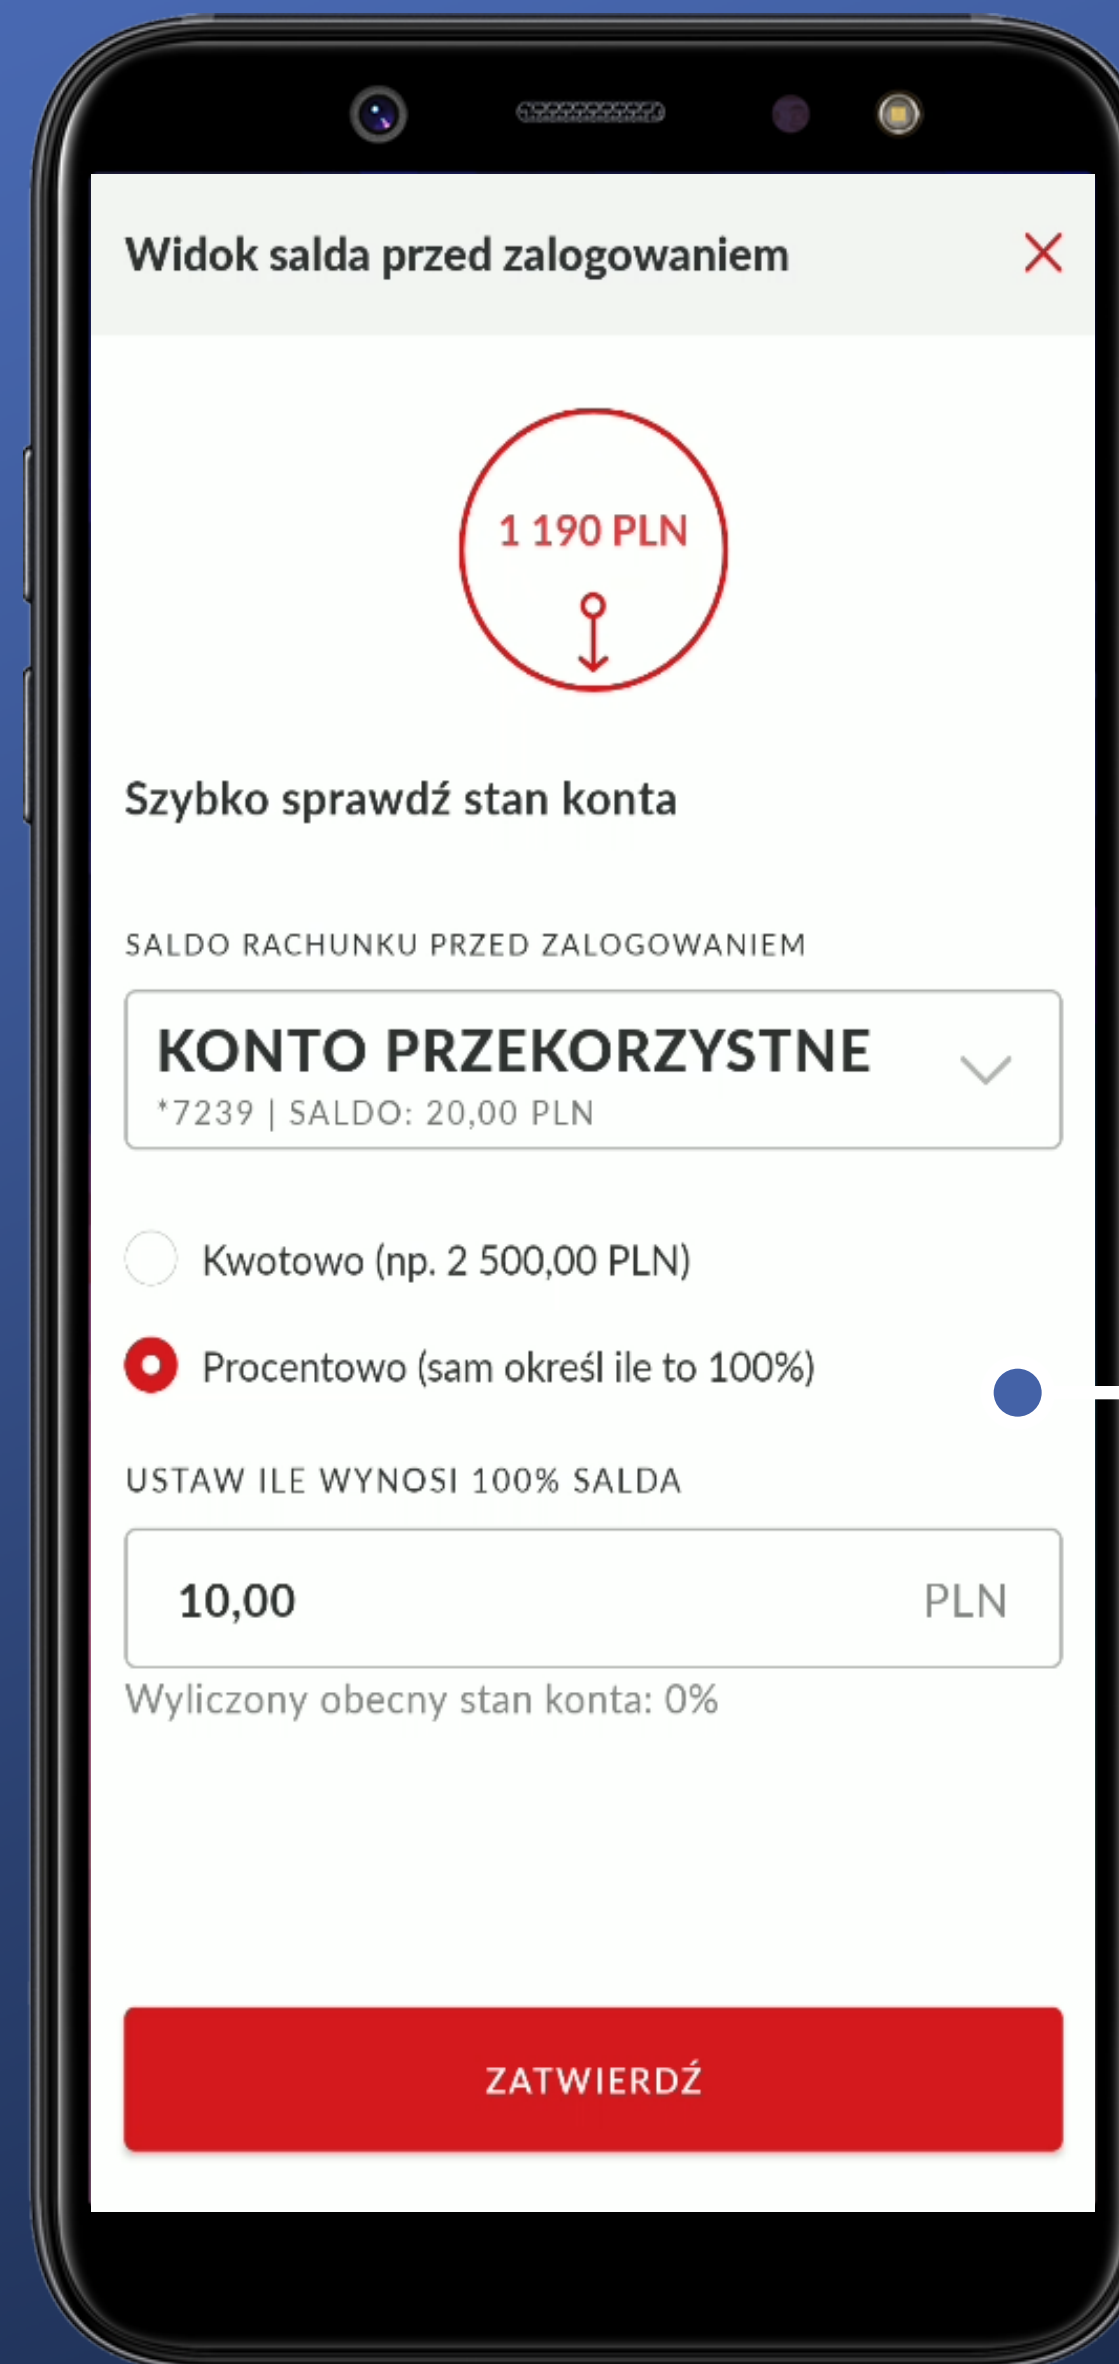 Widok salda przed zalogowaniem
1 190 PLN
Szybko sprawdź stan konta
SALDO RACHUNKU PRZED ZALOGOWANIEM
KONTO PRZEKORZYSTNE
*7239 | SALDO: 20,00 PLN
Kwotowo (np. 2 500,00 PLN)
Procentowo (sam określ ile to 100%)
USTAW ILE WYNOSI 100% SALDA
10,00 PLN
Wyliczony obecny stan konta: 0%
ZATWIERDŹ